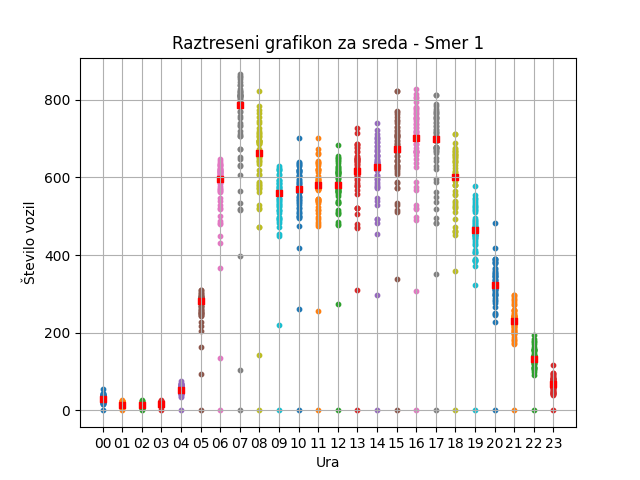 Raztreseni grafikon za sreda - Smer 1
800
600
400
200
0
Število vozil
00 01 02 03 04 05 06 07 08 09 10 11 12 13 14 15 16 17 18 19 20 21 22 23
Ura